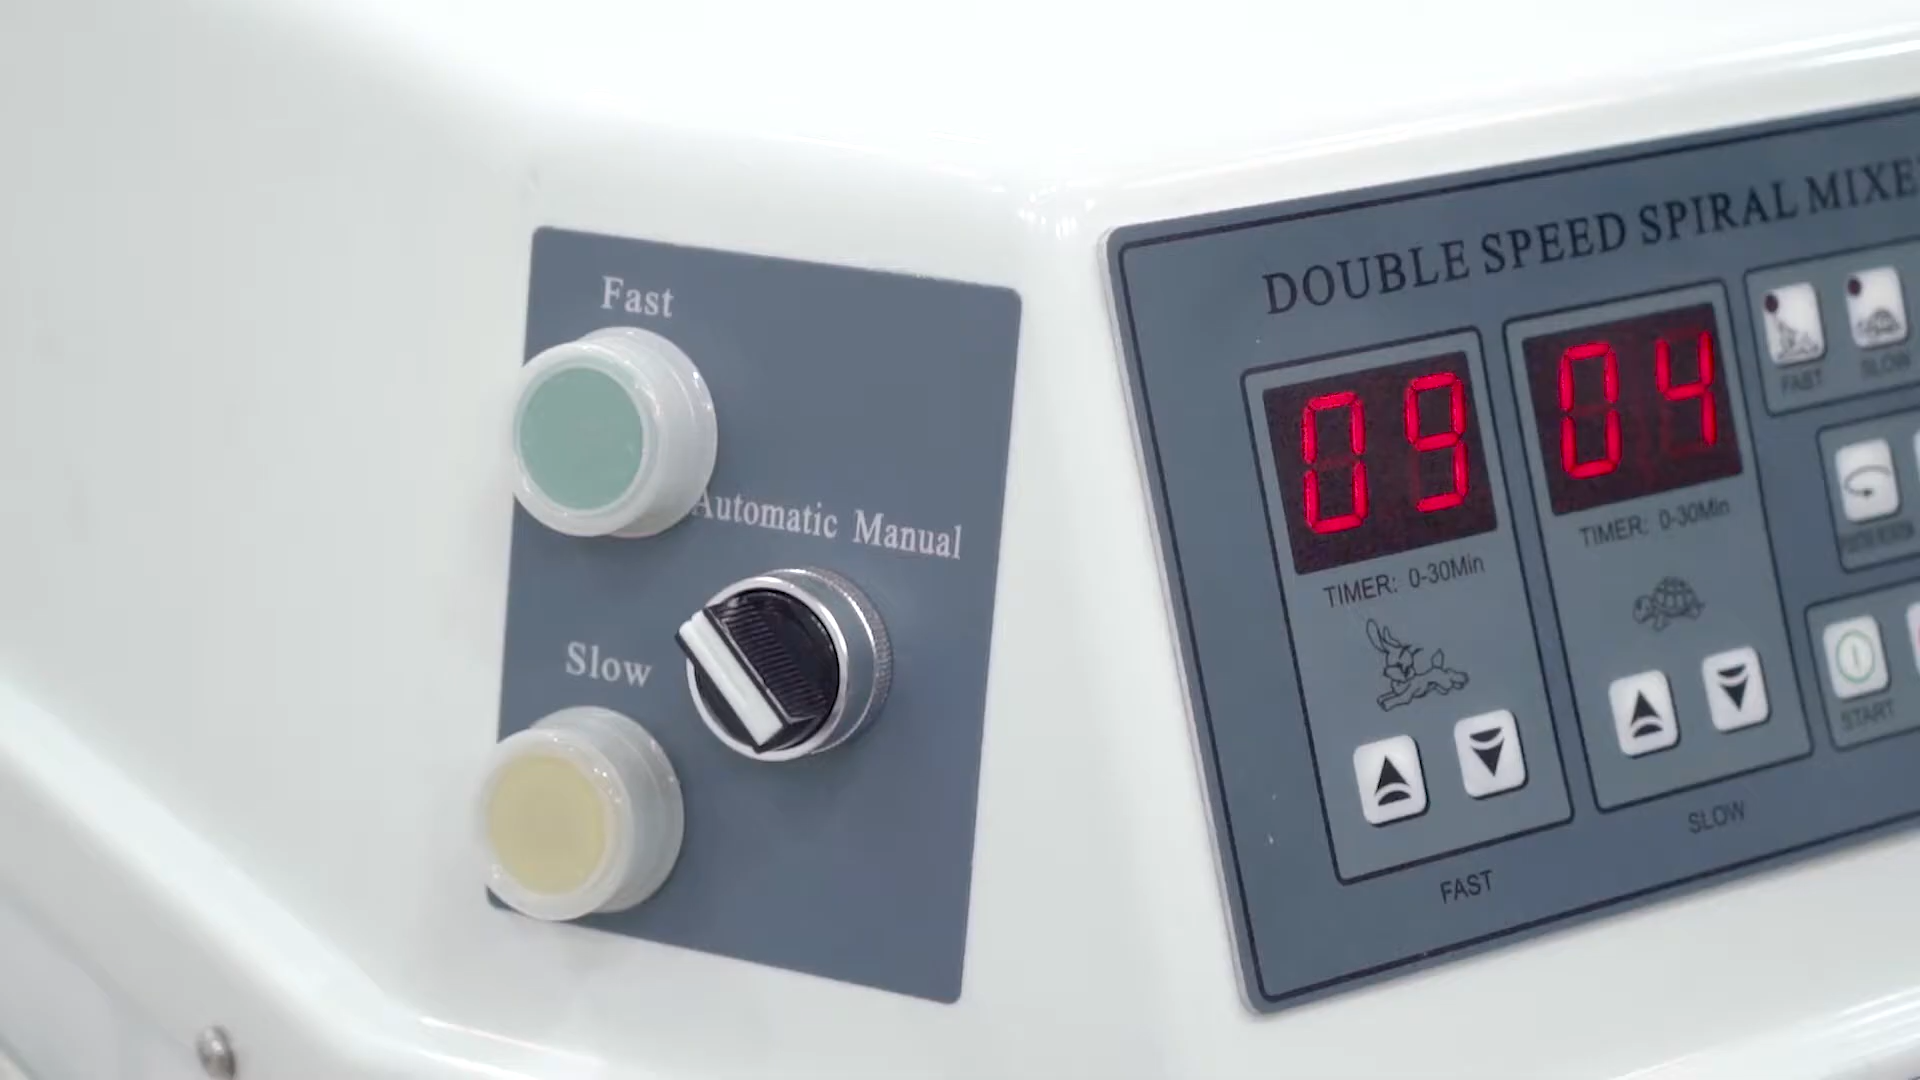 Fast
Automatic Manual
Slow
DOUBLE SPEED SPIRAL MIXE
09
04
TIMER: 0-30Min
TIMER: 0-30Min
FAST
SLOW
FAST
SLOW
START